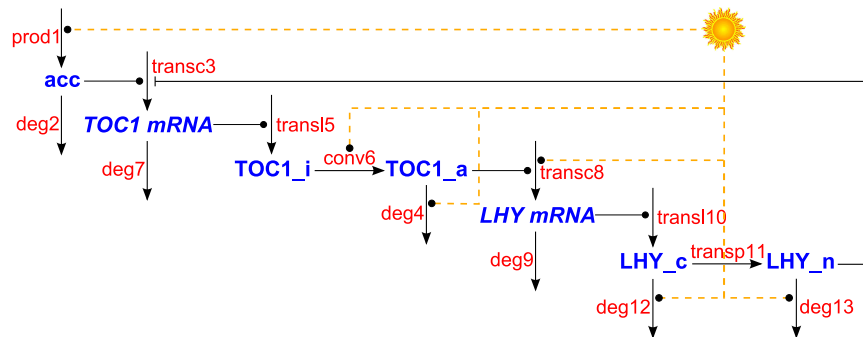 prod1
transc3
acc
deg2
TOC1 mRNA
transl5
deg7
TOC1_i
conv6
TOC1_a
transc8
deg4
LHY mRNA
transl10
deg9
LHY_c
transp11
LHY_n
deg12
deg13